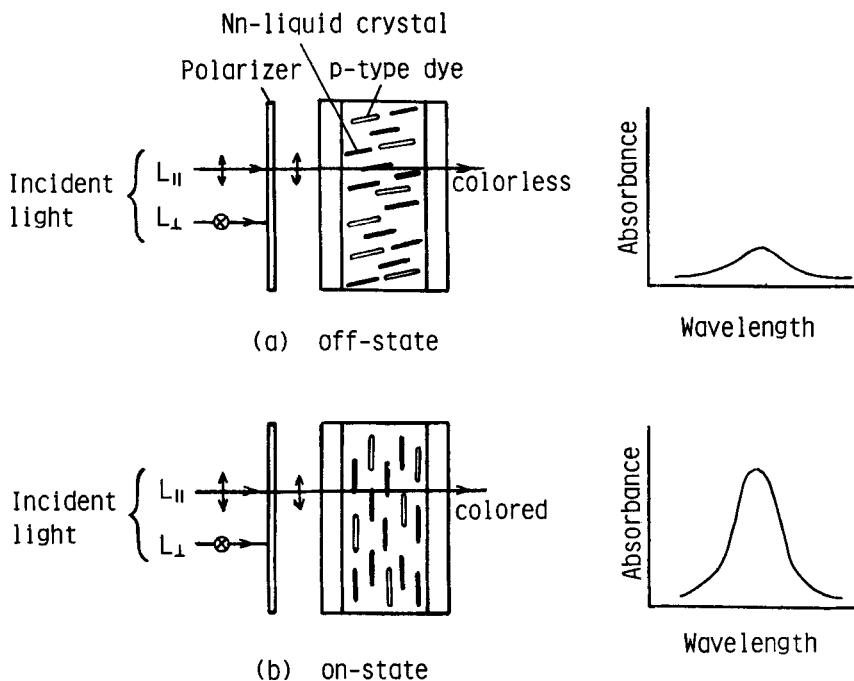 Nn-liquid crystal
Polarizer
p-type dye
Incident
light
L||
L⊥
colorless
Absorbance
Wavelength
(a) off-state
Incident
light
L||
L⊥
colored
Absorbance
Wavelength
(b) on-state